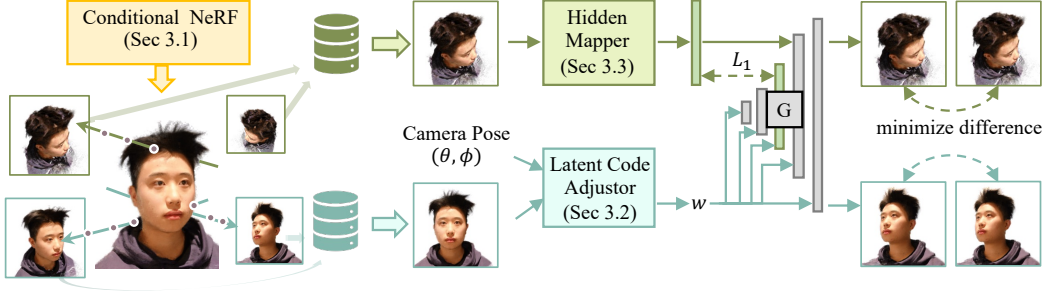 Conditional NeRF
(Sec 3.1)
Hidden
Mapper
(Sec 3.3)
L₁
G
minimize difference
Camera Pose
(θ, ϕ)
Latent Code
Adjustor
(Sec 3.2)
w